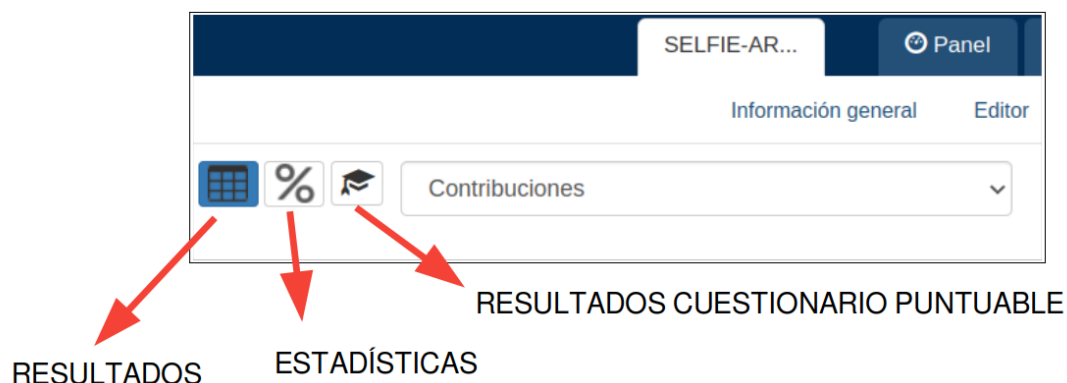 SELFIE-AR...
Panel
Información general
Editor
%
Contribuciones
RESULTADOS CUESTIONARIO PUNTUABLE
ESTADÍSTICAS
RESULTADOS